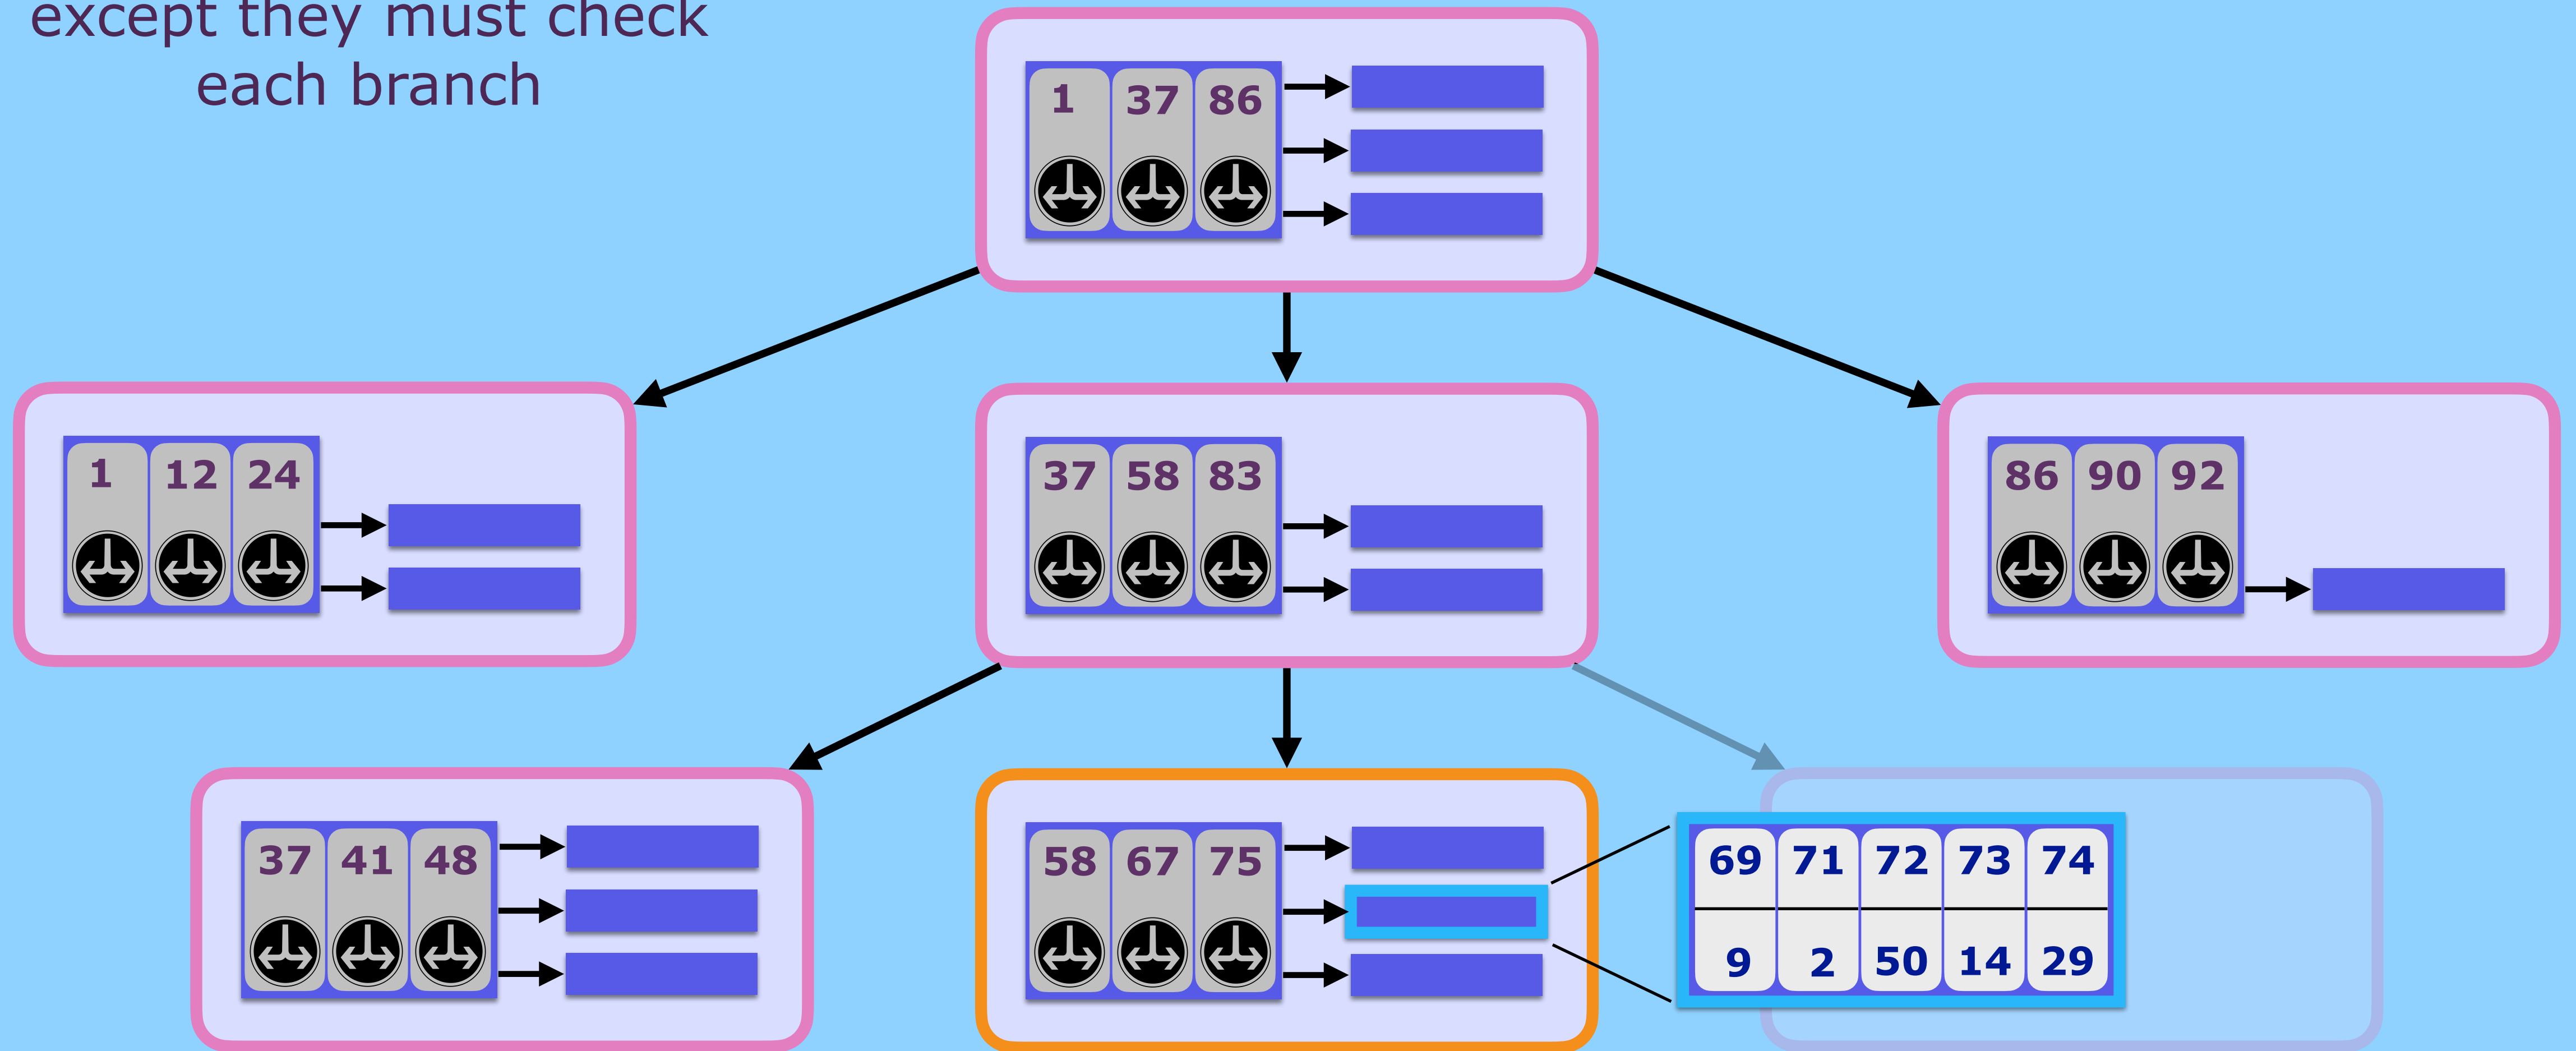 except they must check
each branch
1 37 86
1 12 24
37 58 83
86 90 92
37 41 48
58 67 75
69 71 72 73 74
9 2 50 14 29